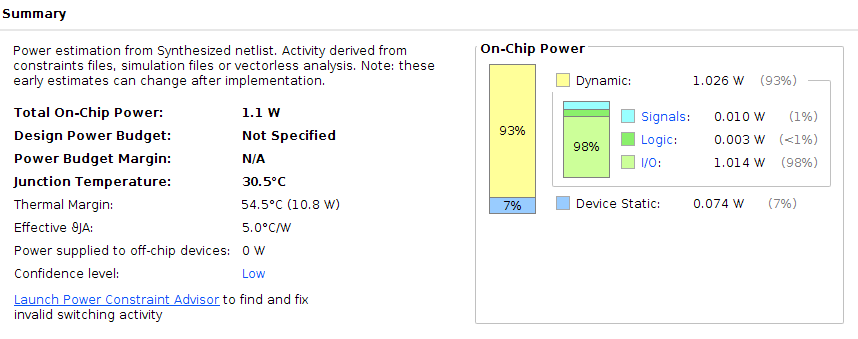 Summary
Power estimation from Synthesized netlist. Activity derived from
constraints files, simulation files or vectorless analysis. Note: these
early estimates can change after implementation.
Total On-Chip Power: 1.1 W
Design Power Budget: Not Specified
Power Budget Margin: N/A
Junction Temperature: 30.5°C
Thermal Margin: 54.5°C (10.8 W)
Effective ϑJA: 5.0°C/W
Power supplied to off-chip devices: 0 W
Confidence level: Low
Launch Power Constraint Advisor to find and fix
invalid switching activity
On-Chip Power
93%
7%
Dynamic: 1.026 W (93%)
98%
Signals: 0.010 W (1%)
Logic: 0.003 W (<1%)
I/O: 1.014 W (98%)
Device Static: 0.074 W (7%)